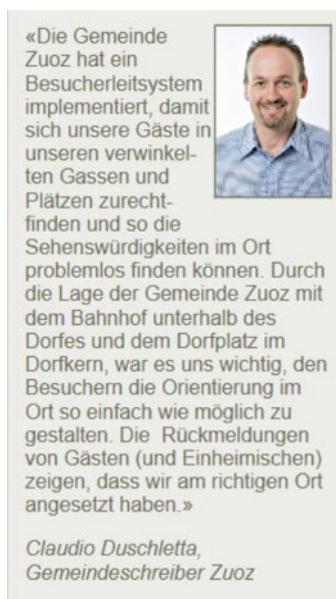 «Die Gemeinde
Zuoz hat ein
Besucherleitsystem
implementiert, damit
sich unsere Gäste in
unseren verwinkel-
ten Gassen und
Plätzen zurecht-
finden und so die
Sehenswürdigkeiten im Ort
problemlos finden können. Durch
die Lage der Gemeinde Zuoz mit
dem Bahnhof unterhalb des
Dorfes und dem Dorfplatz im
Dorfkern, war es uns wichtig, den
Besuchern die Orientierung im
Ort so einfach wie möglich zu
gestalten. Die  Rückmeldungen
von Gästen (und Einheimischen)
zeigen, dass wir am richtigen Ort
angesetzt haben.»
Claudio Duschletta,
Gemeindeschreiber Zuoz